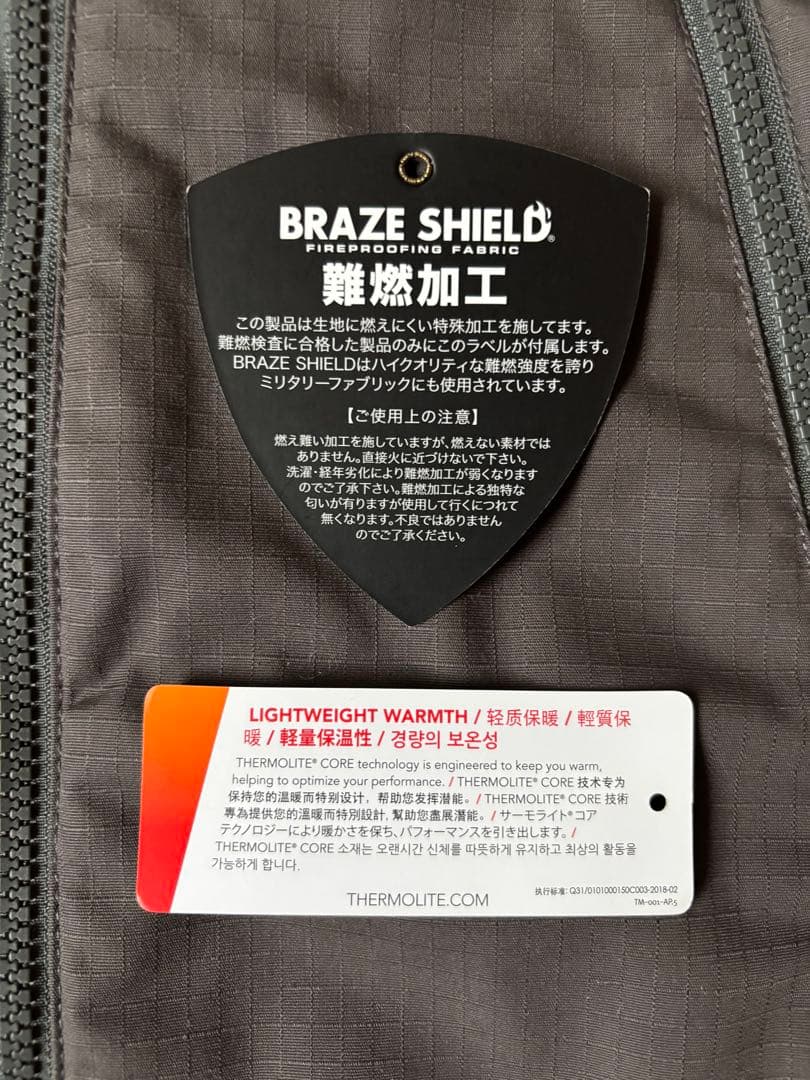 BRAZE SHIELD®
FIREPROOFING FABRIC
難燃加工
この製品は生地に燃えにくい特殊加工を施してます。
難燃検査に合格した製品のみにこのラベルが付属します。
BRAZE SHIELDはハイクオリティな難燃強度を誇り
ミリタリーファブリックにも使用されています。
【ご使用上の注意】
燃え難い加工を施していますが、燃えない素材では
ありません。直接火に近づけないで下さい。
洗濯・経年劣化により難燃加工が弱くなります
のでご了承下さい。難燃加工による独特な
匂いが有りますが使用して行くにつれて
無くなります。不良ではありません
のでご了承ください。
LIGHTWEIGHT WARMTH / 轻质保暖 / 輕質保
暖 / 軽量保温性 / 경량의 보온성
THERMOLITE® CORE technology is engineered to keep you warm,
helping to optimize your performance. / THERMOLITE® CORE 技术专为
保持您的温暖而特别设计，帮助您发挥潜能。/ THERMOLITE® CORE 技術
專為提供您的溫暖而特別設計,幫助您盡展潛能。/ サーモライト® コア
テクノロジーにより暖かさを保ち、パフォーマンスを引き出します。/
THERMOLITE® CORE 소재는 오랜시간 신체를 따뜻하게 유지하고 최상의 활동을
가능하게 합니다.
THERMOLITE.COM
执行标准: Q31/0101000150C003-2018-02
TM-001-AP.5